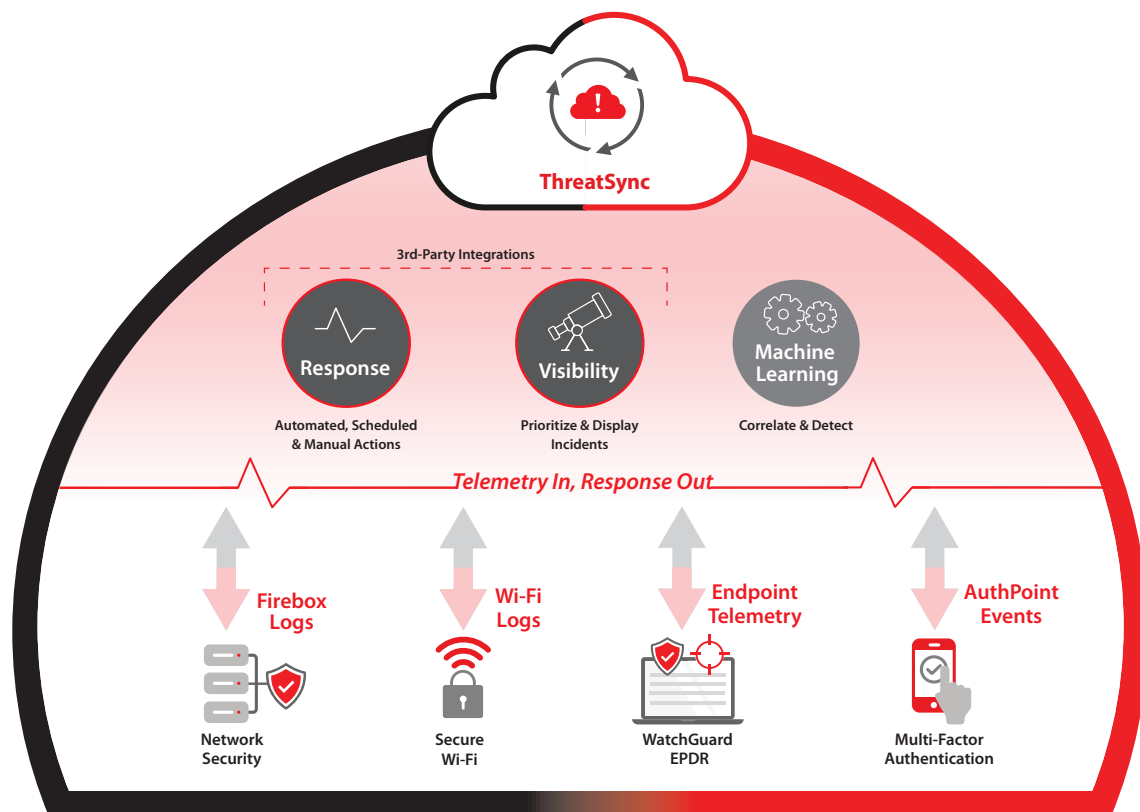 ThreatSync
3rd-Party Integrations
Response
Visibility
Machine
Learning
Automated, Scheduled
& Manual Actions
Prioritize & Display
Incidents
Correlate & Detect
Telemetry In, Response Out
Firebox
Logs
Wi-Fi
Logs
Endpoint
Telemetry
AuthPoint
Events
Network
Security
Secure
Wi-Fi
WatchGuard
EPDR
Multi-Factor
Authentication